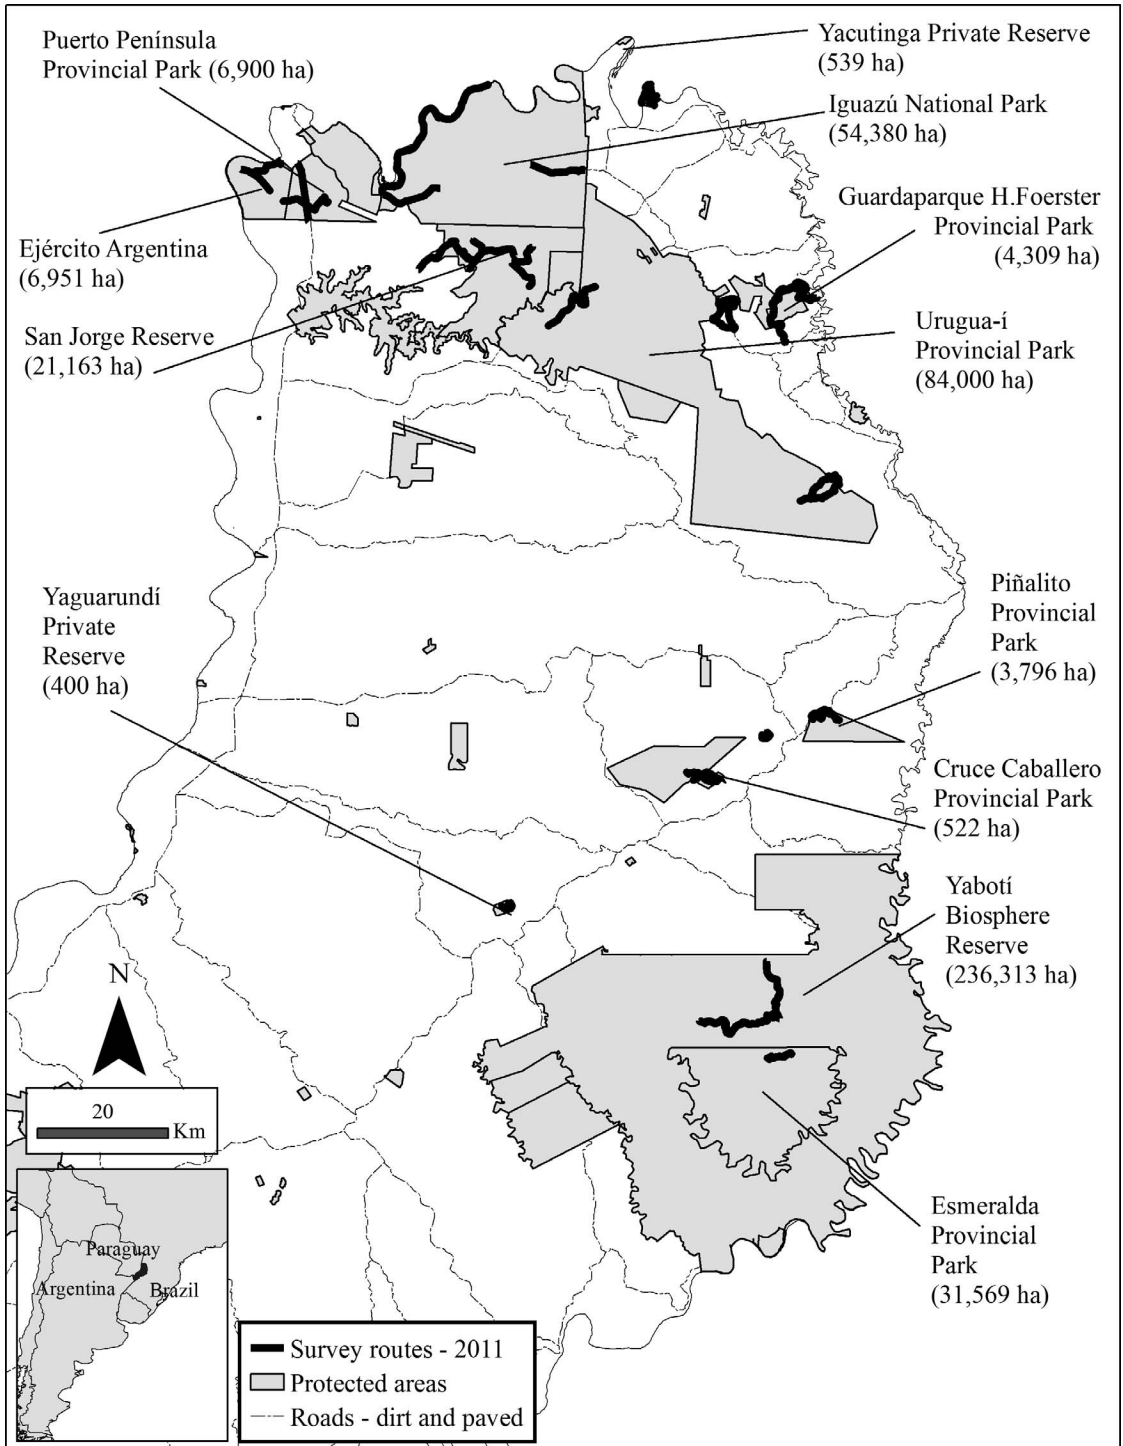 Puerto Península
Provincial Park (6,900 ha)
Yacutinga Private Reserve
(539 ha)
Iguazú National Park
(54,380 ha)
Guardaparque H.Foerster
Provincial Park
(4,309 ha)
Ejército Argentina
(6,951 ha)
San Jorge Reserve
(21,163 ha)
Urugua-í
Provincial Park
(84,000 ha)
Yaguarundí
Private
Reserve
(400 ha)
Piñalito
Provincial
Park
(3,796 ha)
Cruce Caballero
Provincial Park
(522 ha)
Yabotí
Biosphere
Reserve
(236,313 ha)
N
20
Km
Esmeralda
Provincial
Park
(31,569 ha)
Paraguay
Argentina
Brazil
Survey routes - 2011
Protected areas
Roads - dirt and paved